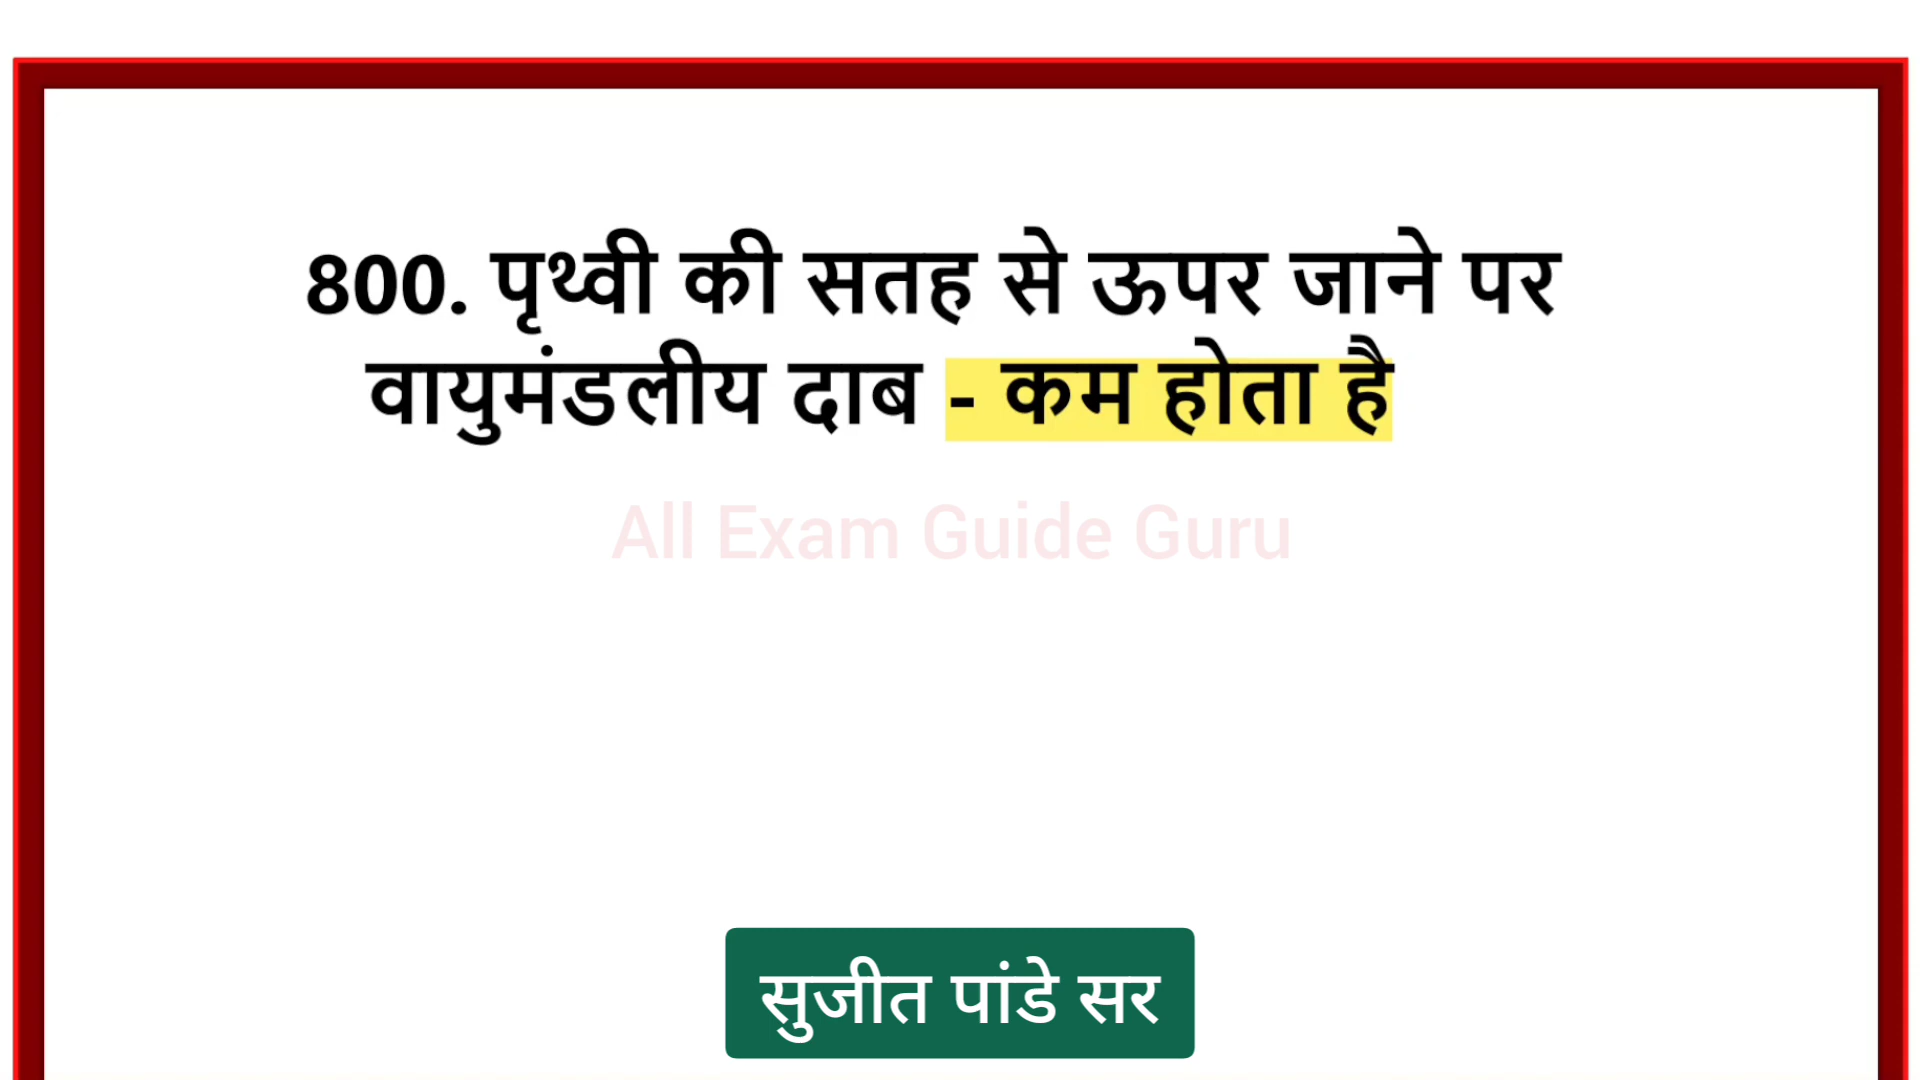 800. पृथ्वी की सतह से ऊपर जाने पर
वायुमंडलीय दाब - कम होता है
All Exam Guide Guru
सुजीत पांडे सर